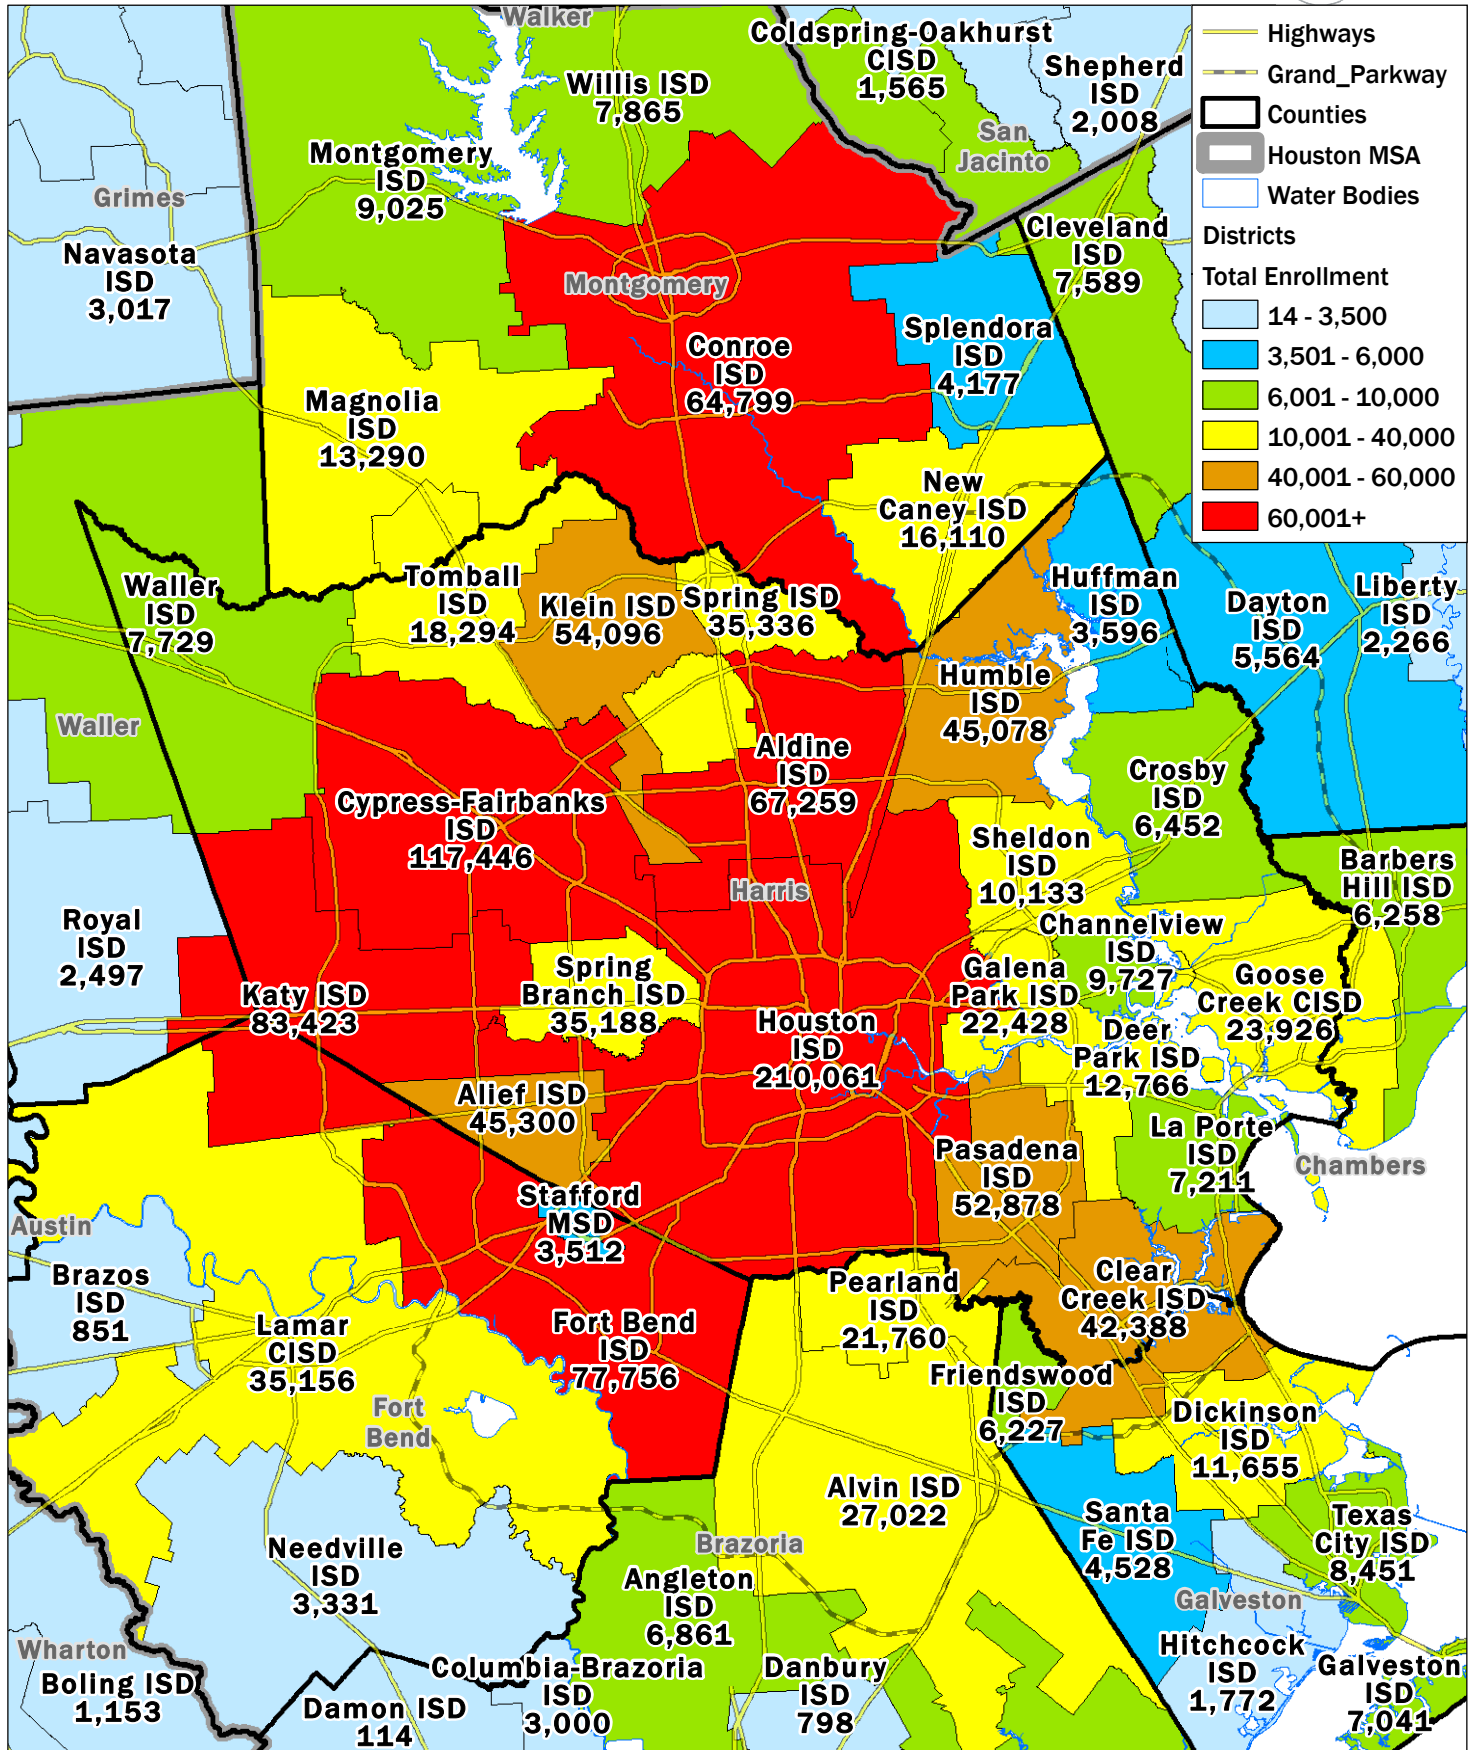 Walker
Coldspring-Oakhurst
CISD
1,565
Shepherd
ISD
2,008
Highways
Grand_Parkway
Counties
Houston MSA
Water Bodies
Districts
Total Enrollment
14 - 3,500
3,501 - 6,000
6,001 - 10,000
10,001 - 40,000
40,001 - 60,000
60,001+
Willis ISD
7,865
San
Jacinto
Montgomery
ISD
9,025
Grimes
Navasota
ISD
3,017
Cleveland
ISD
7,589
Montgomery
Splendora
ISD
4,177
Conroe
ISD
64,799
Magnolia
ISD
13,290
New
Caney ISD
16,110
Waller
ISD
7,729
Tomball
ISD
18,294
Klein ISD
54,096
Spring ISD
35,336
Huffman
ISD
3,596
Dayton
ISD
5,564
Liberty
ISD
2,266
Humble
ISD
45,078
Waller
Aldine
ISD
67,259
Crosby
ISD
6,452
Cypress-Fairbanks
ISD
117,446
Sheldon
ISD
10,133
Barbers
Hill ISD
6,258
Harris
Royal
ISD
2,497
Channelview
ISD
9,727
Spring
Branch ISD
35,188
Galena
Park ISD
22,428
Goose
Creek CISD
23,926
Katy ISD
83,423
Houston
ISD
210,061
Deer
Park ISD
12,766
Alief ISD
45,300
La Porte
ISD
7,211
Pasadena
ISD
52,878
Chambers
Stafford
MSD
3,512
Austin
Brazos
ISD
851
Pearland
ISD
21,760
Clear
Creek ISD
42,388
Lamar
CISD
35,156
Fort Bend
ISD
77,756
Friendswood
ISD
6,227
Fort
Bend
Dickinson
ISD
11,655
Alvin ISD
27,022
Santa
Fe ISD
4,528
Texas
City ISD
8,451
Needville
ISD
3,331
Brazoria
Angleton
ISD
6,861
Galveston
Wharton
Boling ISD
1,153
Hitchcock
ISD
1,772
Galveston
ISD
7,041
Columbia-Brazoria
ISD
3,000
Danbury
ISD
798
Damon ISD
114